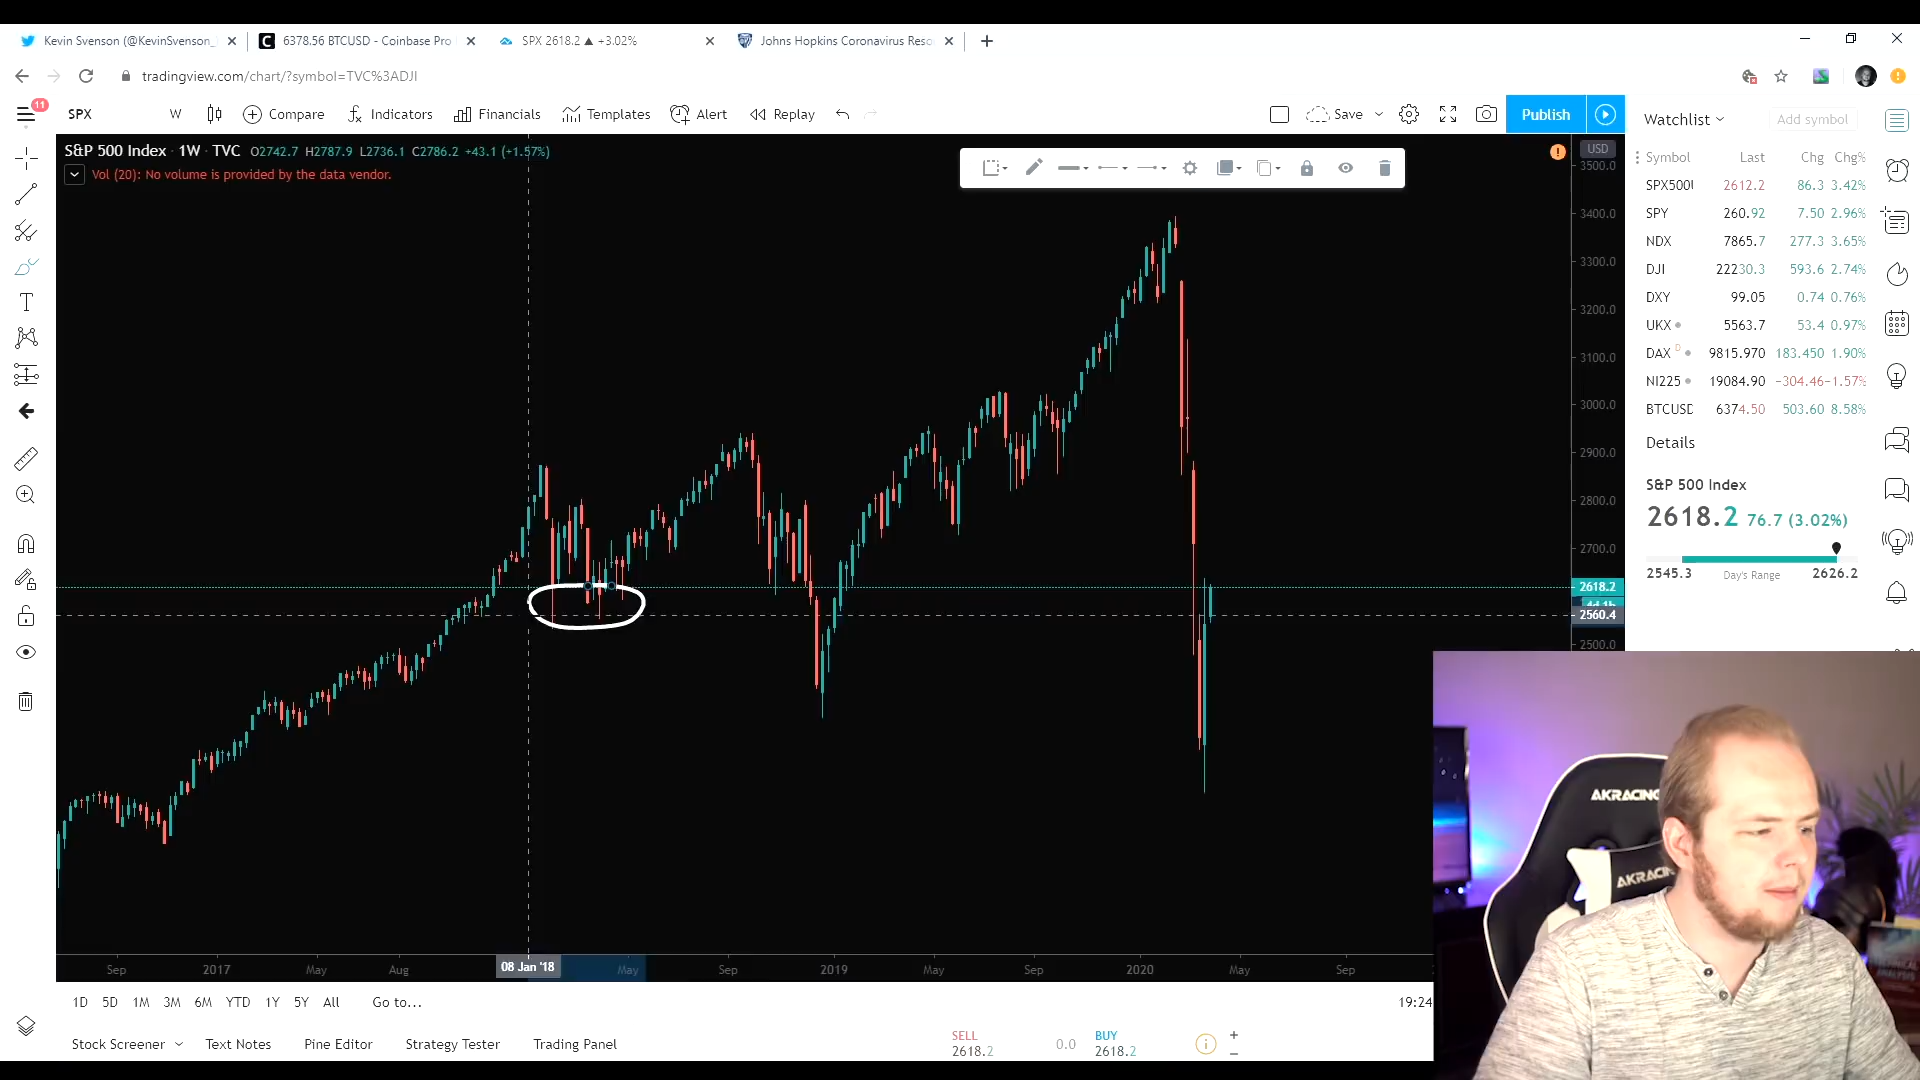 Kevin Svenson (@KevinSvenson_
6378.56 BTCUSD - Coinbase Pro
SPX 2618.2 ▲ +3.02%
Johns Hopkins Coronavirus Reso
tradingview.com/chart/?symbol=TVC%3ADJI
11
SPX
W
Compare
Indicators
Financials
Templates
Alert
Replay
Save
Publish
Watchlist
Add symbol
S&P 500 Index · 1W · TVC O2742.7 H2787.9 L2736.1 C2786.2 +43.1 (+1.57%)
Vol (20): No volume is provided by the data vendor.
USD
3500.0
3400.0
3300.0
3200.0
3100.0
3000.0
2900.0
2800.0
2700.0
2618.2
2560.4
2500.0
Symbol Last Chg Chg%
SPX500 2612.2 86.3 3.42%
SPY 260.92 7.50 2.96%
NDX 7865.7 277.3 3.65%
DJI 22230.3 593.6 2.74%
DXY 99.05 0.74 0.76%
UKX 5563.7 53.4 0.97%
DAX D 9815.970 183.450 1.90%
NI225 19084.90 −304.46 −1.57%
BTCUSD 6374.50 503.60 8.58%
Details
S&P 500 Index
2618.2 76.7 (3.02%)
2545.3 Day's Range 2626.2
Sep 2017 May Aug 08 Jan '18 May Sep 2019 May Sep 2020 May Sep
1D 5D 1M 3M 6M YTD 1Y 5Y All Go to...
19:24
Stock Screener Text Notes Pine Editor Strategy Tester Trading Panel
SELL
2618.2
0.0
BUY
2618.2
AKRACING
AKRACING